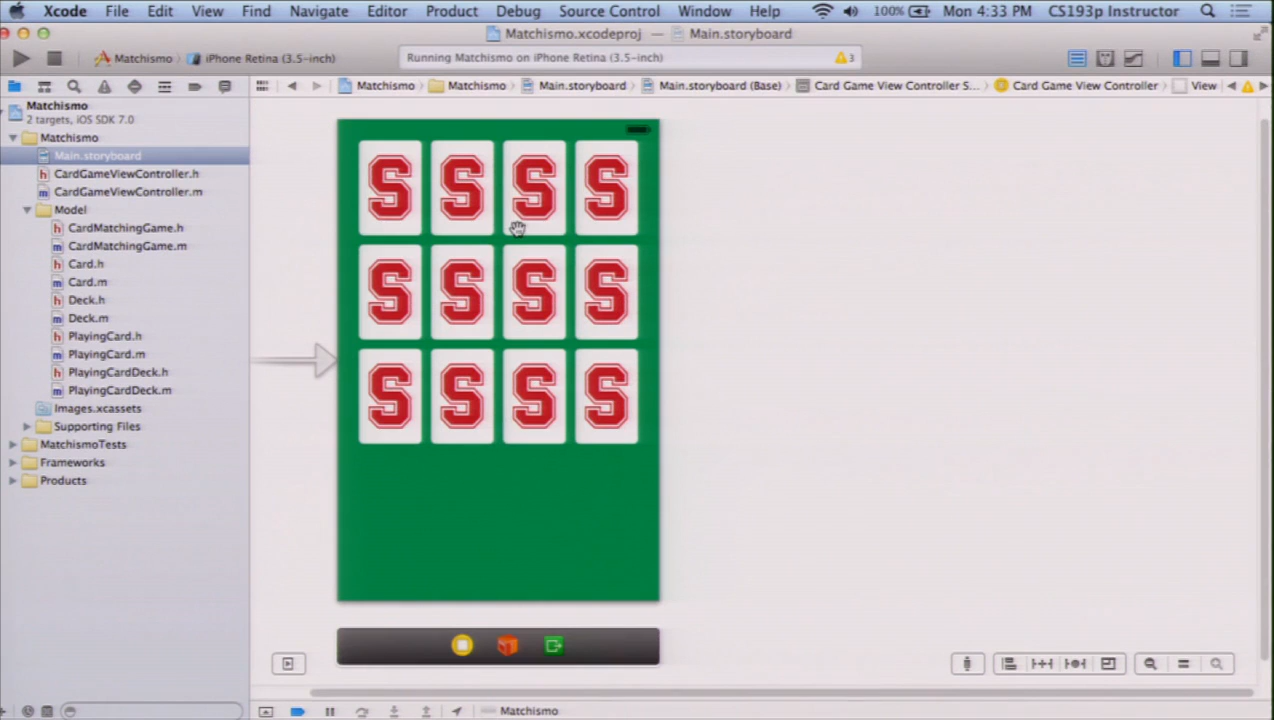 Xcode File Edit View Find Navigate Editor Product Debug Source Control Window Help 100% Mon 4:33 PM CS193p Instructor
Matchismo.xcodeproj — Main.storyboard
Matchismo iPhone Retina (3.5-inch) Running Matchismo on iPhone Retina (3.5-inch) 3
Matchismo Matchismo Main.storyboard Main.storyboard (Base) Card Game View Controller S... Card Game View Controller View
Matchismo
2 targets, iOS SDK 7.0
Matchismo
Main.storyboard
h CardGameViewController.h
m CardGameViewController.m
Model
h CardMatchingGame.h
m CardMatchingGame.m
h Card.h
m Card.m
h Deck.h
m Deck.m
h PlayingCard.h
m PlayingCard.m
h PlayingCardDeck.h
m PlayingCardDeck.m
Images.xcassets
Supporting Files
MatchismoTests
Frameworks
Products
S S S S
S S S S
S S S S
Matchismo